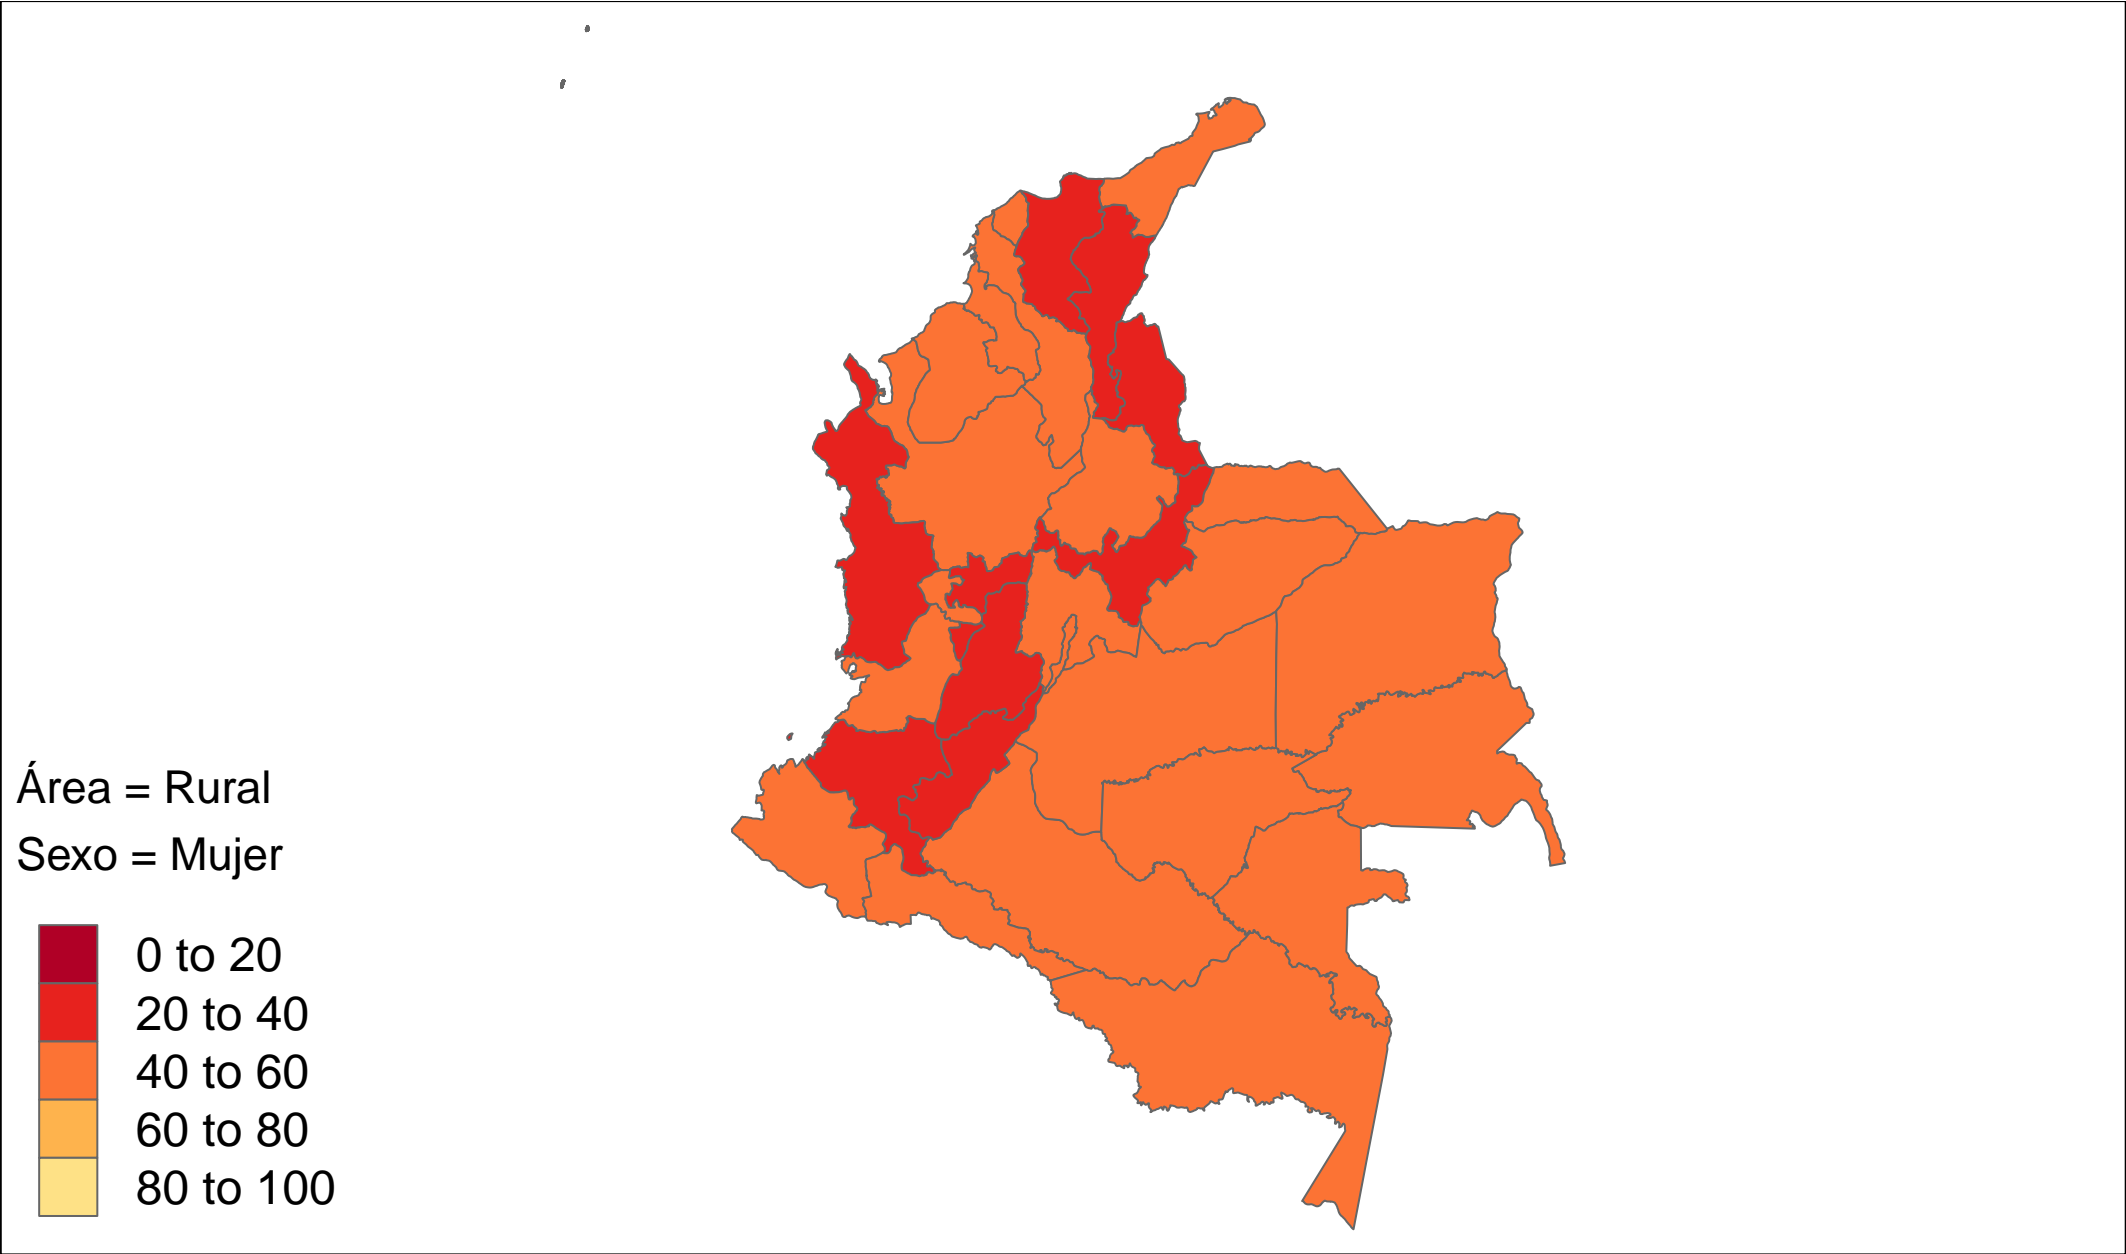 Área = Rural
Sexo = Mujer
0 to 20
20 to 40
40 to 60
60 to 80
80 to 100